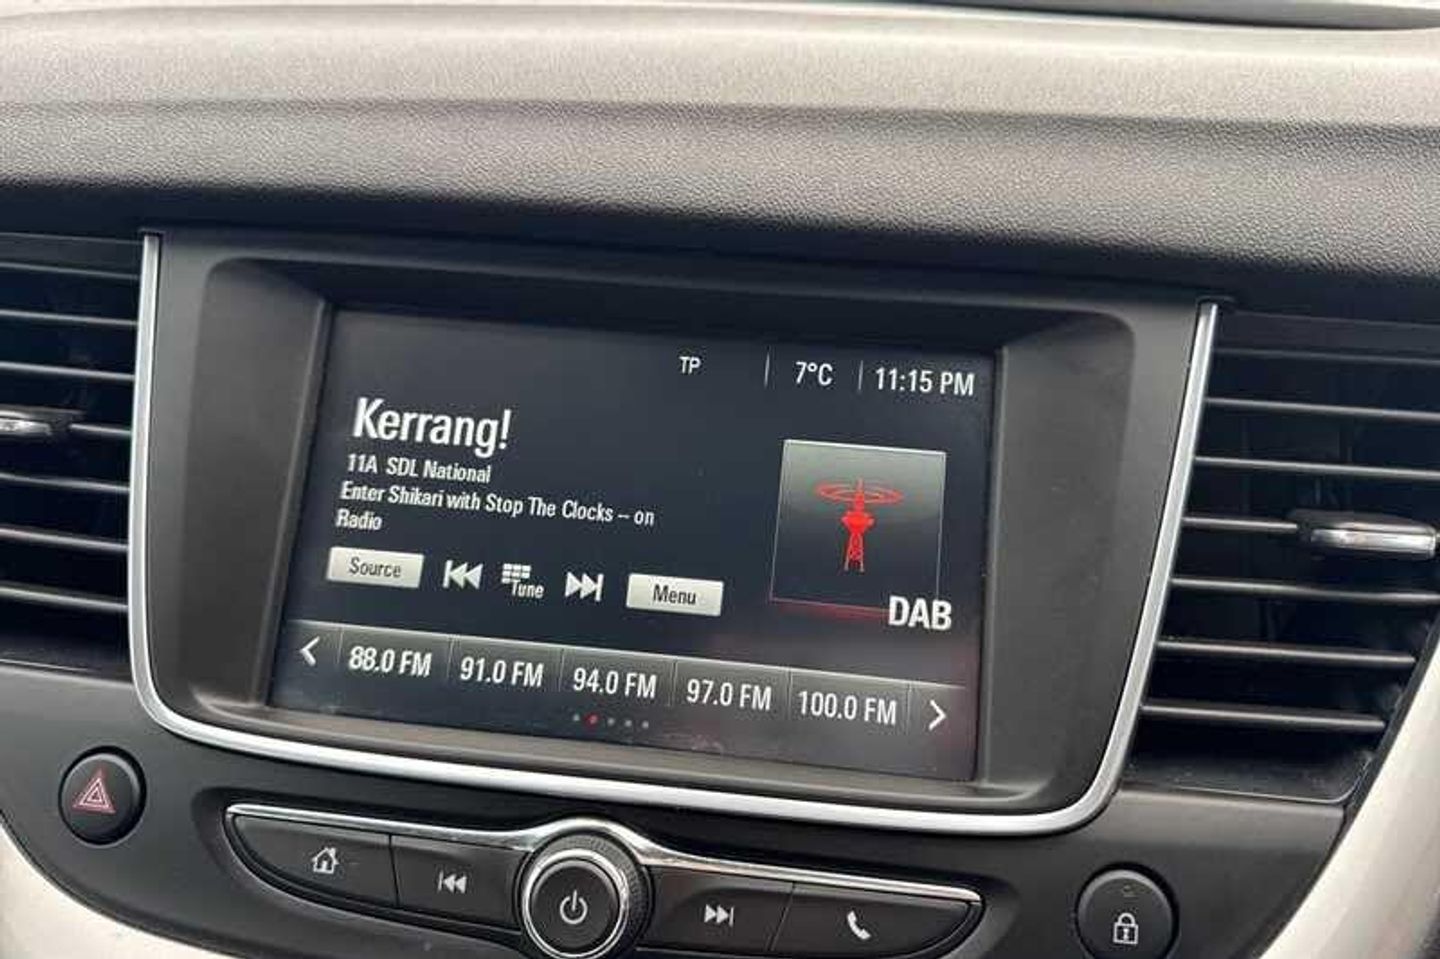 TP
7°C
11:15 PM
Kerrang!
11A SDL National
Enter Shikari with Stop The Clocks – on
Radio
Source
Tune
Menu
DAB
88.0 FM
91.0 FM
94.0 FM
97.0 FM
100.0 FM